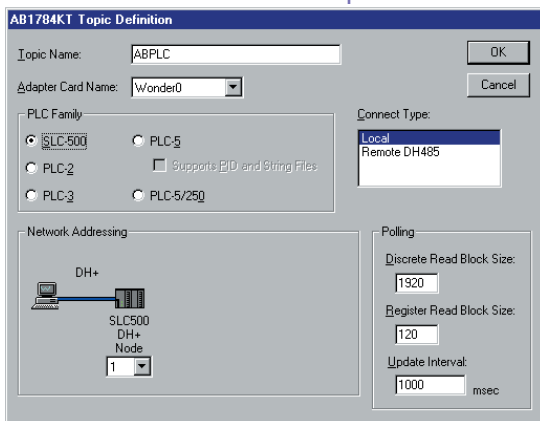 AB1784KT Topic Definition
Topic Name: ABPLC
OK
Adapter Card Name: Wonder0
Cancel
PLC Family
SLC-500
PLC-5
Supports PID and String Files
PLC-2
PLC-3
PLC-5/250
Connect Type:
Local
Remote DH485
Network Addressing
DH+
SLC500
DH+
Node
1
Polling
Discrete Read Block Size:
1920
Register Read Block Size:
120
Update Interval:
1000 msec